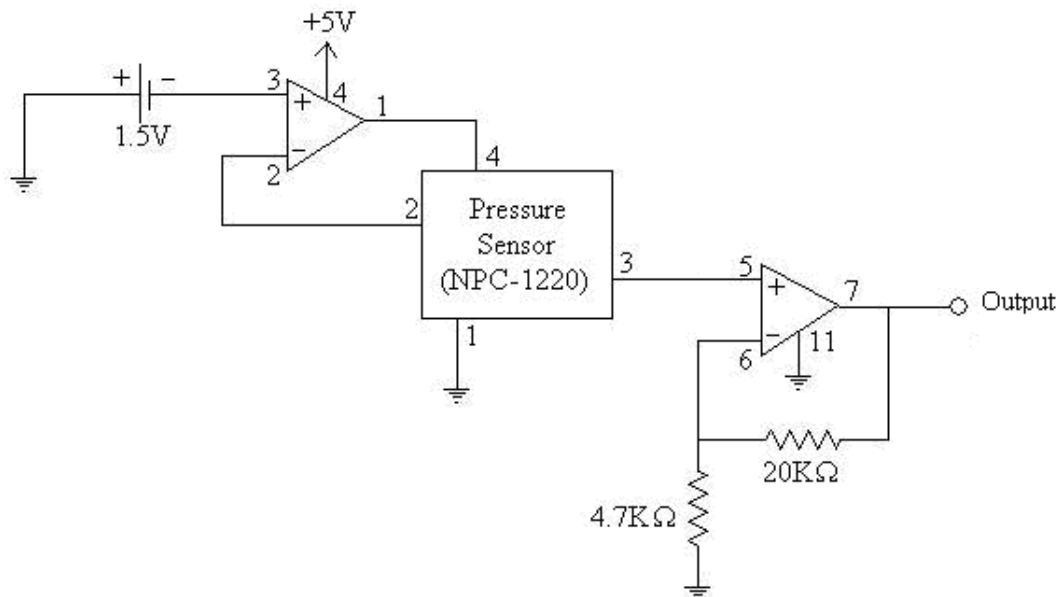 +5V
+ −
3
+
4
1
1.5V
−
2
4
2
Pressure
Sensor
(NPC-1220)
3
1
5
+
7
Output
−
6
11
20KΩ
4.7KΩ